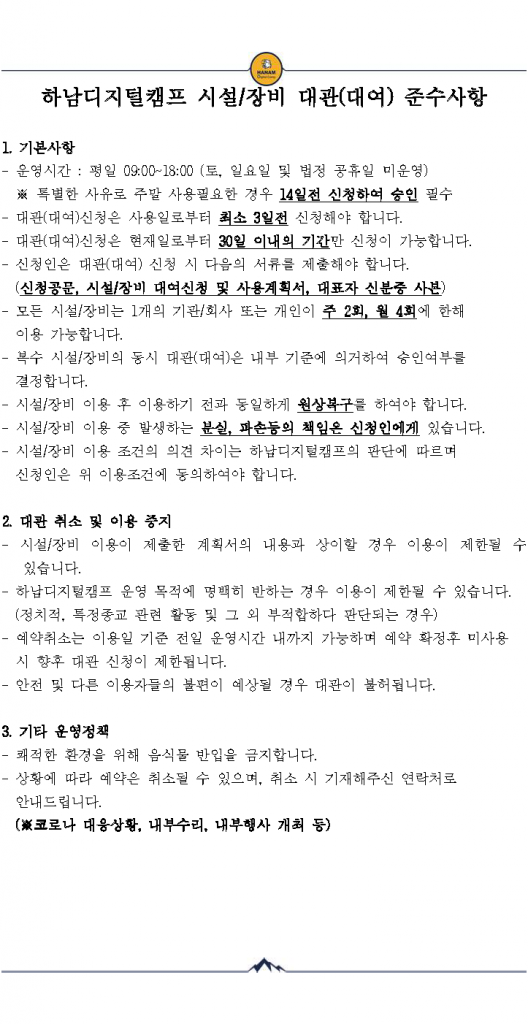 HANAM
하남디지털캠프 시설/장비 대관(대여) 준수사항
1. 기본사항
- 운영시간 : 평일 09:00~18:00 (토, 일요일 및 법정 공휴일 미운영)
※ 특별한 사유로 주말 사용필요한 경우 14일전 신청하여 승인 필수
- 대관(대여)신청은 사용일로부터 최소 3일전 신청해야 합니다.
- 대관(대여)신청은 현재일로부터 30일 이내의 기간만 신청이 가능합니다.
- 신청인은 대관(대여) 신청 시 다음의 서류를 제출해야 합니다.
(신청공문, 시설/장비 대여신청 및 사용계획서, 대표자 신분증 사본)
- 모든 시설/장비는 1개의 기관/회사 또는 개인이 주 2회, 월 4회에 한해
이용 가능합니다.
- 복수 시설/장비의 동시 대관(대여)은 내부 기준에 의거하여 승인여부를
결정합니다.
- 시설/장비 이용 후 이용하기 전과 동일하게 원상복구를 하여야 합니다.
- 시설/장비 이용 중 발생하는 분실, 파손등의 책임은 신청인에게 있습니다.
- 시설/장비 이용 조건의 의견 차이는 하남디지털캠프의 판단에 따르며
신청인은 위 이용조건에 동의하여야 합니다.
2. 대관 취소 및 이용 중지
- 시설/장비 이용이 제출한 계획서의 내용과 상이할 경우 이용이 제한될 수
있습니다.
- 하남디지털캠프 운영 목적에 명백히 반하는 경우 이용이 제한될 수 있습니다.
(정치적, 특정종교 관련 활동 및 그 외 부적합하다 판단되는 경우)
- 예약취소는 이용일 기준 전일 운영시간 내까지 가능하며 예약 확정후 미사용
시 향후 대관 신청이 제한됩니다.
- 안전 및 다른 이용자들의 불편이 예상될 경우 대관이 불허됩니다.
3. 기타 운영정책
- 쾌적한 환경을 위해 음식물 반입을 금지합니다.
- 상황에 따라 예약은 취소될 수 있으며, 취소 시 기재해주신 연락처로
안내드립니다.
(※코로나 대응상황, 내부수리, 내부행사 개최 등)